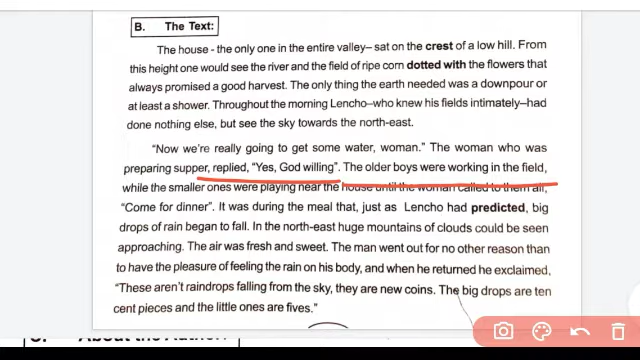 B. The Text:
The house - the only one in the entire valley– sat on the crest of a low hill. From
this height one would see the river and the field of ripe corn dotted with the flowers that
always promised a good harvest. The only thing the earth needed was a downpour or
at least a shower. Throughout the morning Lencho–who knew his fields intimately–had
done nothing else, but see the sky towards the north-east.
"Now we're really going to get some water, woman." The woman who was
preparing supper, replied, "Yes, God willing". The older boys were working in the field,
while the smaller ones were playing near the house until the woman called to them all,
"Come for dinner". It was during the meal that, just as Lencho had predicted, big
drops of rain began to fall. In the north-east huge mountains of clouds could be seen
approaching. The air was fresh and sweet. The man went out for no other reason than
to have the pleasure of feeling the rain on his body, and when he returned he exclaimed,
"These aren't raindrops falling from the sky, they are new coins. The big drops are ten
cent pieces and the little ones are fives."
About the Author: